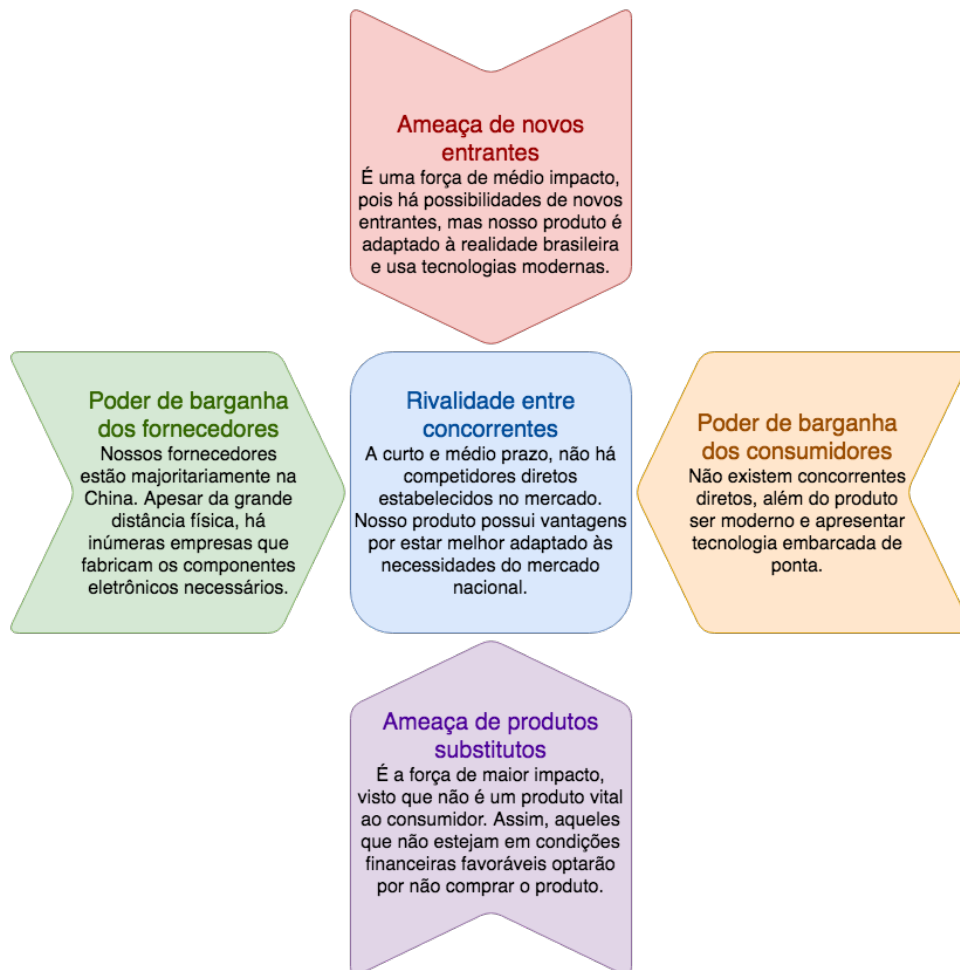 Ameaça de novos
entrantes
É uma força de médio impacto,
pois há possibilidades de novos
entrantes, mas nosso produto é
adaptado à realidade brasileira
e usa tecnologias modernas.
Poder de barganha
dos fornecedores
Nossos fornecedores
estão majoritariamente na
China. Apesar da grande
distância física, há
inúmeras empresas que
fabricam os componentes
eletrônicos necessários.
Rivalidade entre
concorrentes
A curto e médio prazo, não há
competidores diretos
estabelecidos no mercado.
Nosso produto possui vantagens
por estar melhor adaptado às
necessidades do mercado
nacional.
Poder de barganha
dos consumidores
Não existem concorrentes
diretos, além do produto
ser moderno e apresentar
tecnologia embarcada de
ponta.
Ameaça de produtos
substitutos
É a força de maior impacto,
visto que não é um produto vital
ao consumidor. Assim, aqueles
que não estejam em condições
financeiras favoráveis optarão
por não comprar o produto.